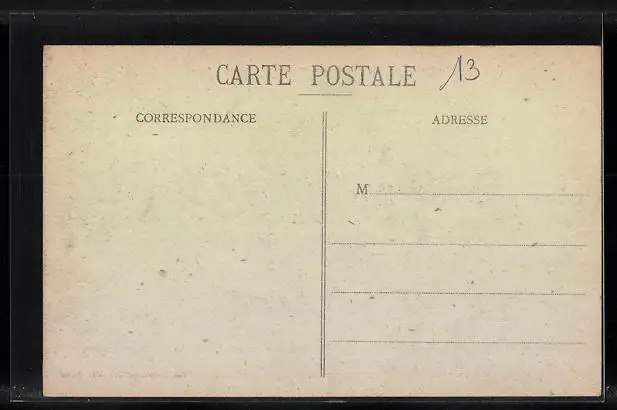 CARTE POSTALE 13
CORRESPONDANCE
ADRESSE
M